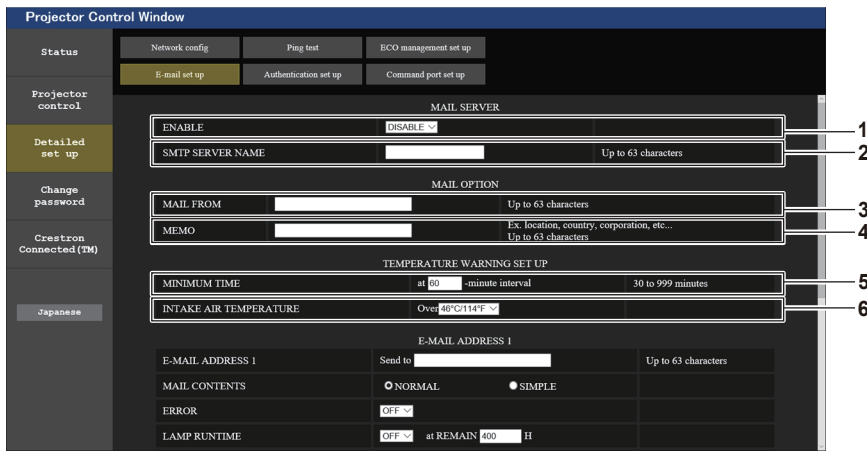 Projector Control Window
Status
Network config
Ping test
ECO management set up
E-mail set up
Authentication set up
Command port set up
Projector
control
Detailed
set up
Change
password
Crestron
Connected(TM)
Japanese
MAIL SERVER
ENABLE DISABLE 1
SMTP SERVER NAME Up to 63 characters 2
MAIL OPTION
MAIL FROM Up to 63 characters 3
MEMO Ex. location, country, corporation, etc...
Up to 63 characters 4
TEMPERATURE WARNING SET UP
MINIMUM TIME at 60 -minute interval 30 to 999 minutes 5
INTAKE AIR TEMPERATURE Over 46°C/114°F 6
E-MAIL ADDRESS 1
E-MAIL ADDRESS 1 Send to Up to 63 characters
MAIL CONTENTS NORMAL SIMPLE
ERROR OFF
LAMP RUNTIME OFF at REMAIN 400 H